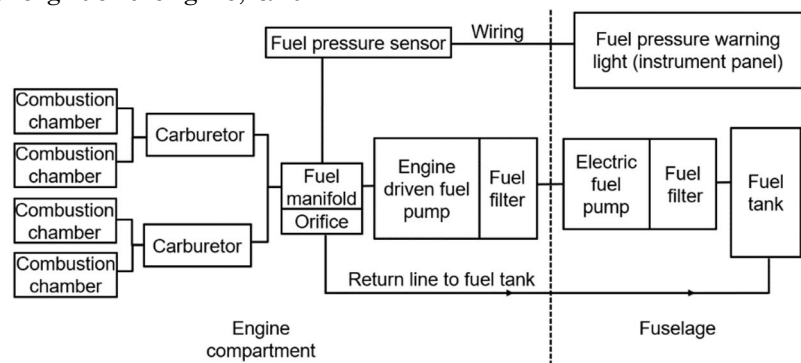 Fuel pressure sensor
Wiring
Fuel pressure warning
light (instrument panel)
Combustion
chamber
Combustion
chamber
Carburetor
Combustion
chamber
Combustion
chamber
Carburetor
Fuel
manifold
Orifice
Engine
driven fuel
pump
Fuel
filter
Electric
fuel
pump
Fuel
filter
Fuel
tank
Return line to fuel tank
Engine
compartment
Fuselage